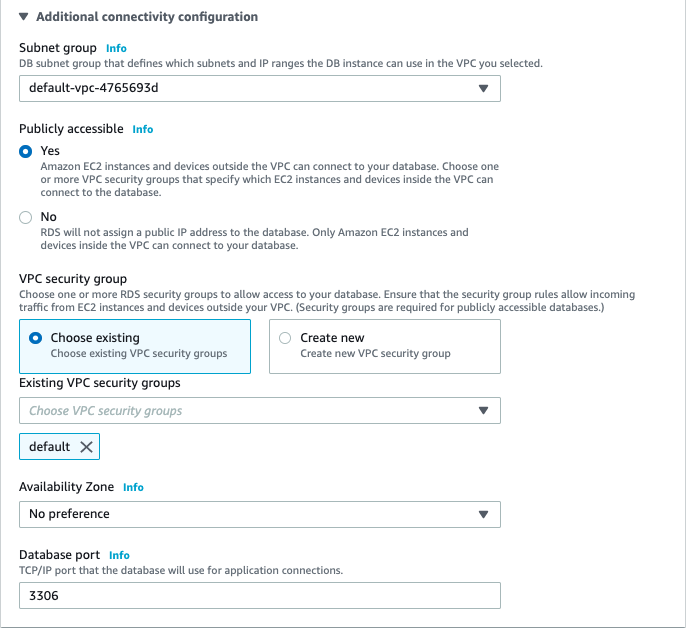 Additional connectivity configuration
Subnet group Info
DB subnet group that defines which subnets and IP ranges the DB instance can use in the VPC you selected.
default-vpc-4765693d
Publicly accessible Info
Yes
Amazon EC2 instances and devices outside the VPC can connect to your database. Choose one
or more VPC security groups that specify which EC2 instances and devices inside the VPC can
connect to the database.
No
RDS will not assign a public IP address to the database. Only Amazon EC2 instances and
devices inside the VPC can connect to your database.
VPC security group
Choose one or more RDS security groups to allow access to your database. Ensure that the security group rules allow incoming
traffic from EC2 instances and devices outside your VPC. (Security groups are required for publicly accessible databases.)
Choose existing
Choose existing VPC security groups
Create new
Create new VPC security group
Existing VPC security groups
Choose VPC security groups
default
Availability Zone Info
No preference
Database port Info
TCP/IP port that the database will use for application connections.
3306